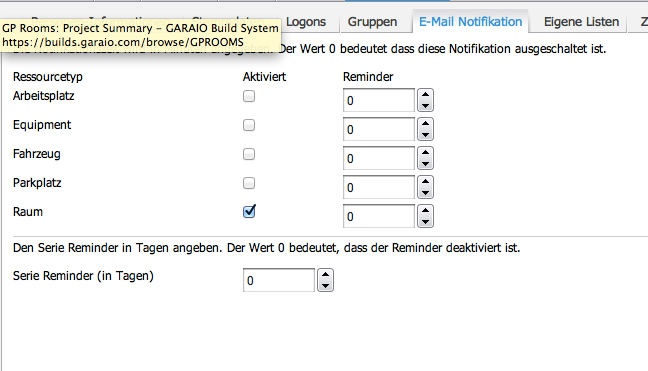 Logons Gruppen E-Mail Notifikation Eigene Listen Z
GP Rooms: Project Summary – GARAIO Build System
https://builds.garaio.com/browse/GPROOMS
Der Wert 0 bedeutet dass diese Notifikation ausgeschaltet ist.
Ressourcetyp Aktiviert Reminder
Arbeitsplatz 0
Equipment 0
Fahrzeug 0
Parkplatz 0
Raum 0
Den Serie Reminder in Tagen angeben. Der Wert 0 bedeutet, dass der Reminder deaktiviert ist.
Serie Reminder (in Tagen) 0